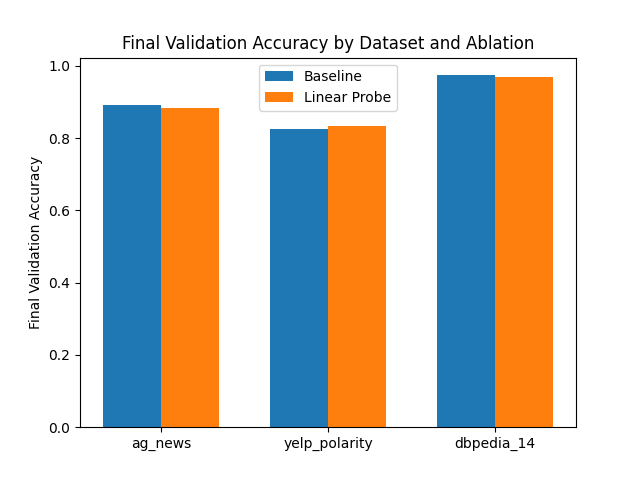 Final Validation Accuracy by Dataset and Ablation
Baseline
Linear Probe
Final Validation Accuracy
1.0
0.8
0.6
0.4
0.2
0.0
ag_news
yelp_polarity
dbpedia_14